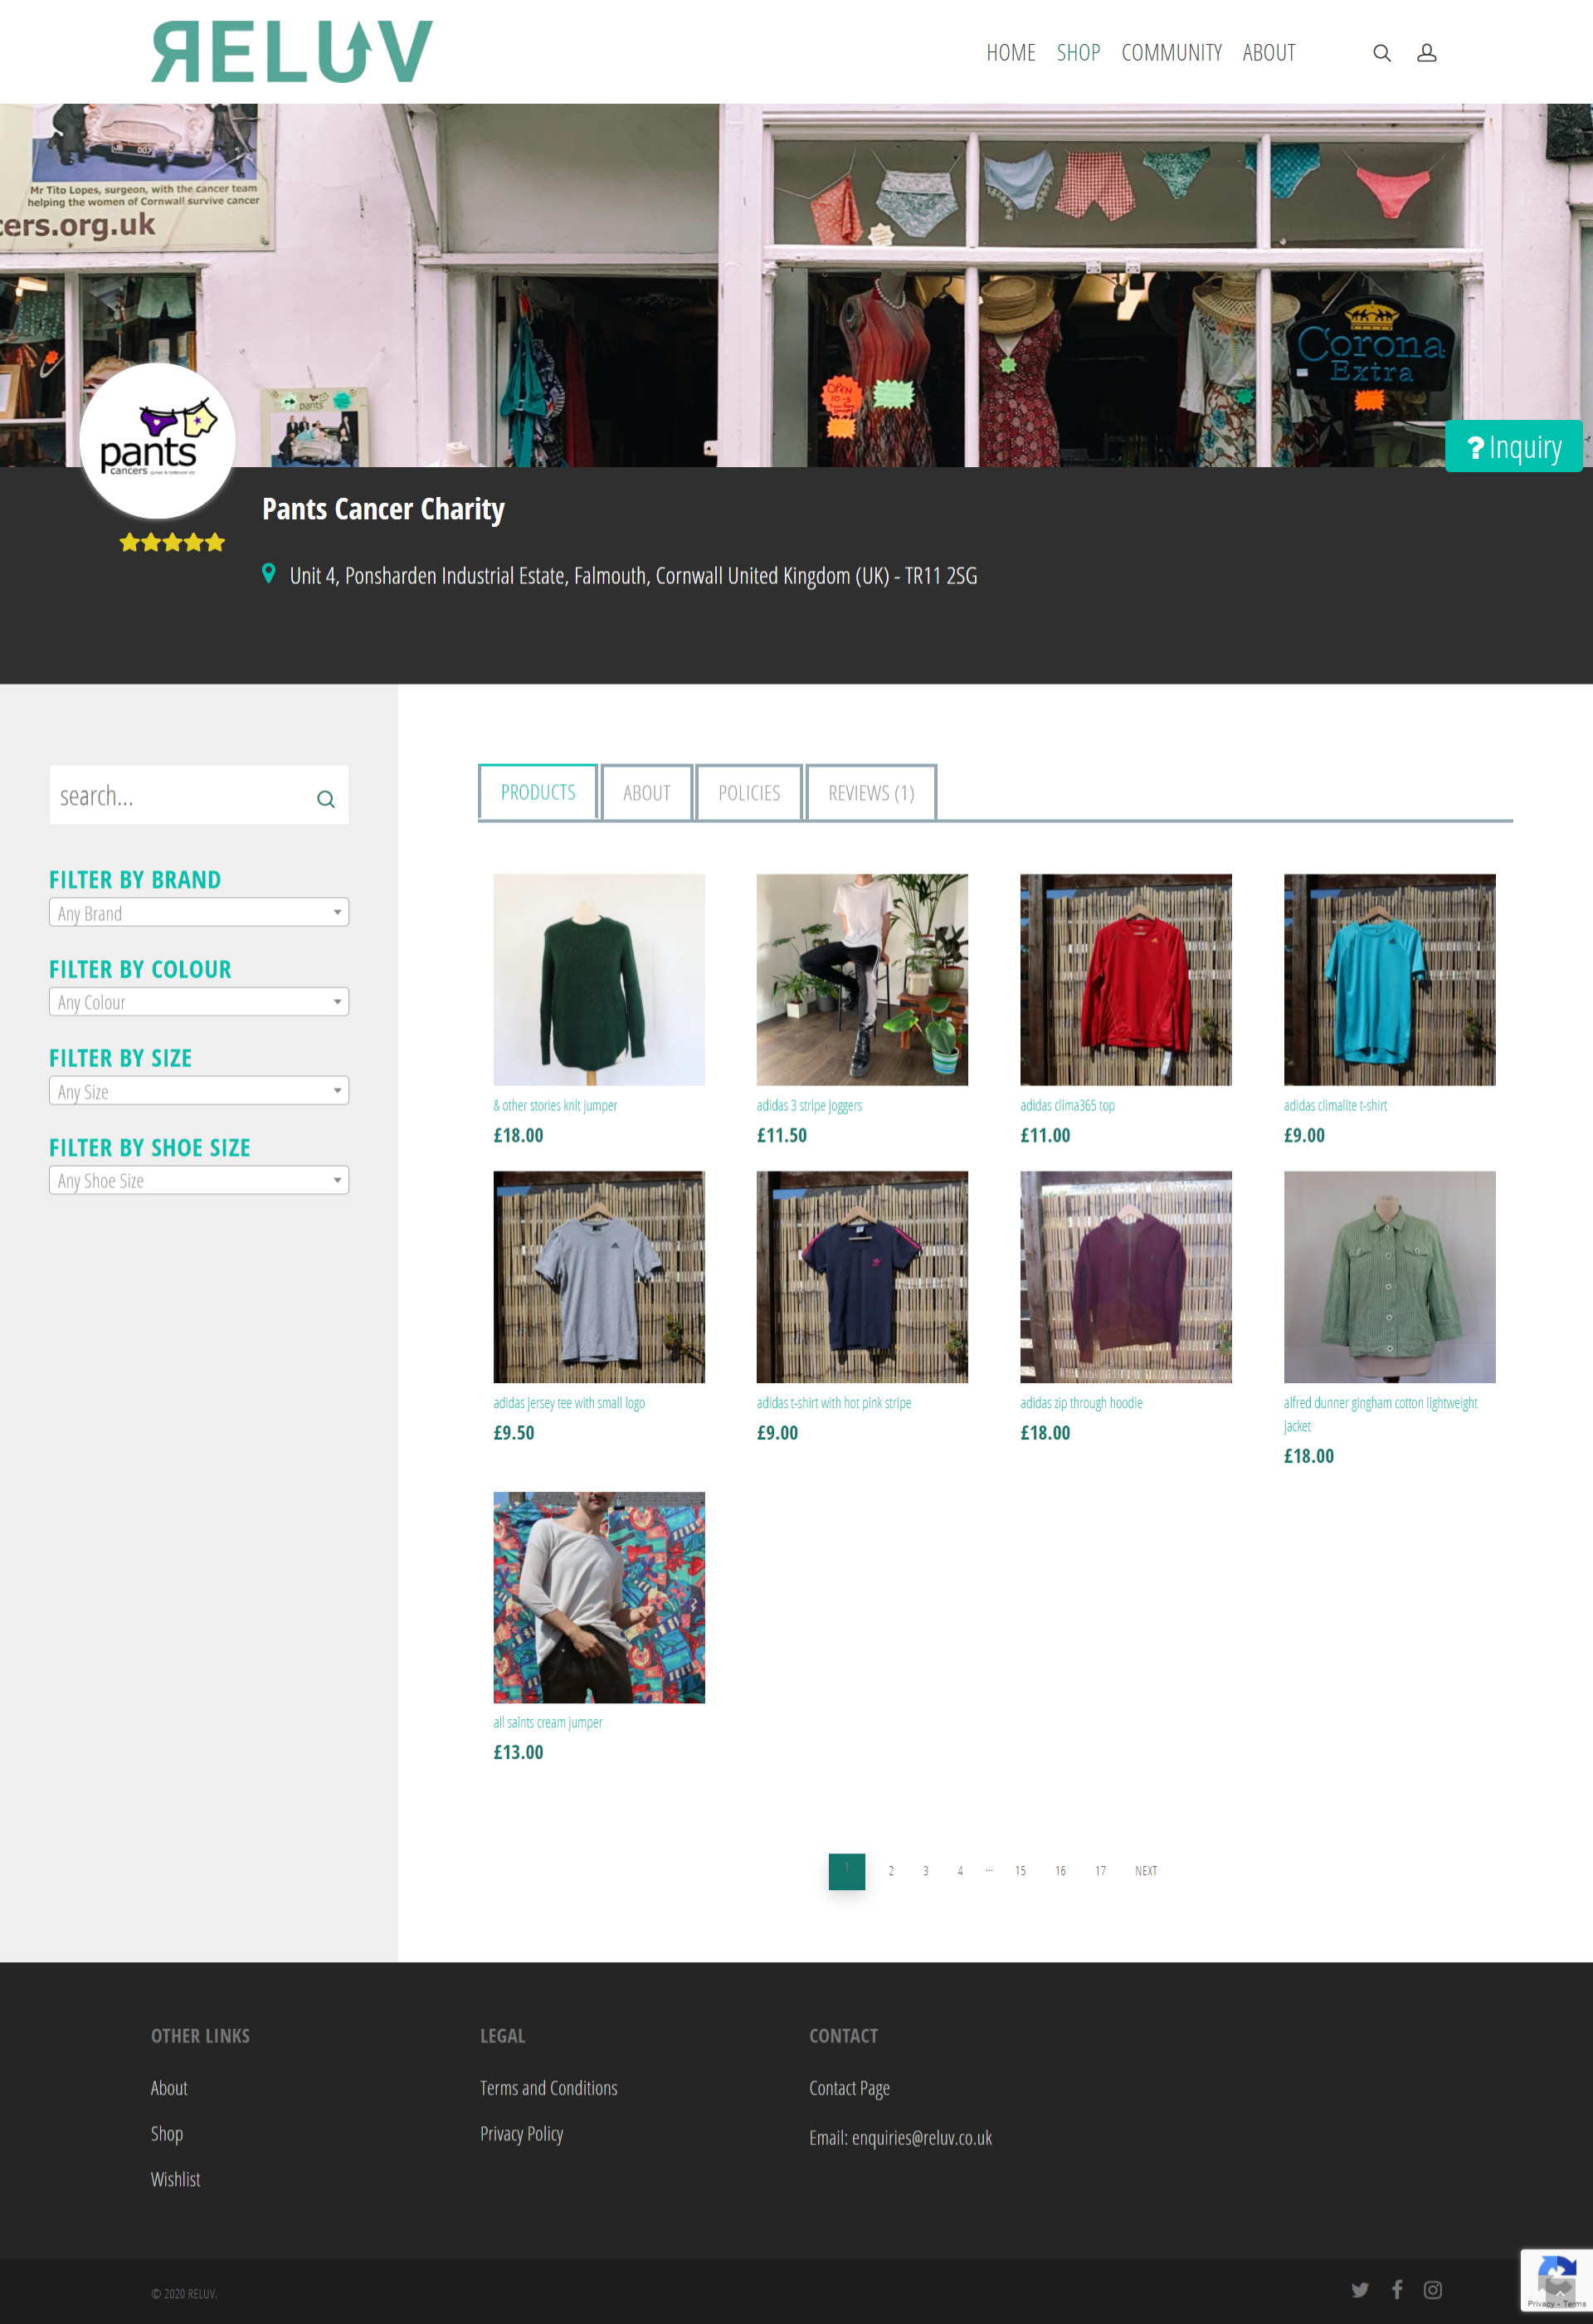 RELUV
HOME SHOP COMMUNITY ABOUT
JB 007
Mr Tito Lopes, surgeon, with the cancer team
helping the women of Cornwall survive cancer
cers.org.uk
pants
OPEN
10-5
Corona
Extra
pants
cancers
? Inquiry
Pants Cancer Charity
Unit 4, Ponsharden Industrial Estate, Falmouth, Cornwall United Kingdom (UK) - TR11 2SG
search...
FILTER BY BRAND
Any Brand
FILTER BY COLOUR
Any Colour
FILTER BY SIZE
Any Size
FILTER BY SHOE SIZE
Any Shoe Size
PRODUCTS ABOUT POLICIES REVIEWS (1)
& other stories knit jumper
£18.00
adidas 3 stripe joggers
£11.50
adidas clima365 top
£11.00
adidas climalite t-shirt
£9.00
adidas jersey tee with small logo
£9.50
adidas t-shirt with hot pink stripe
£9.00
adidas zip through hoodie
£18.00
alfred dunner gingham cotton lightweight
jacket
£18.00
all saints cream jumper
£13.00
1 2 3 4 ... 15 16 17 NEXT
OTHER LINKS
About
Shop
Wishlist
LEGAL
Terms and Conditions
Privacy Policy
CONTACT
Contact Page
Email: enquiries@reluv.co.uk
© 2020 RELUV.
Privacy - Terms